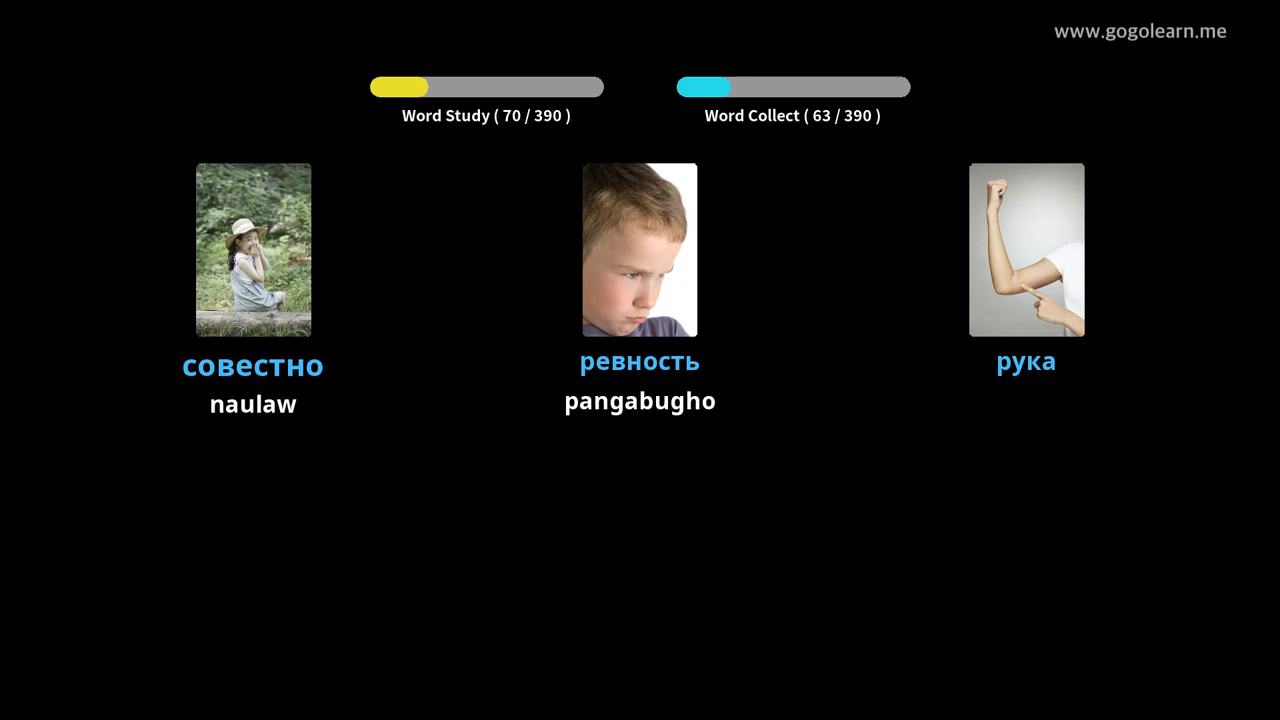 www.gogolearn.me
Word Study ( 70 / 390 )
Word Collect ( 63 / 390 )
совестно
naulaw
ревность
pangabugho
рука